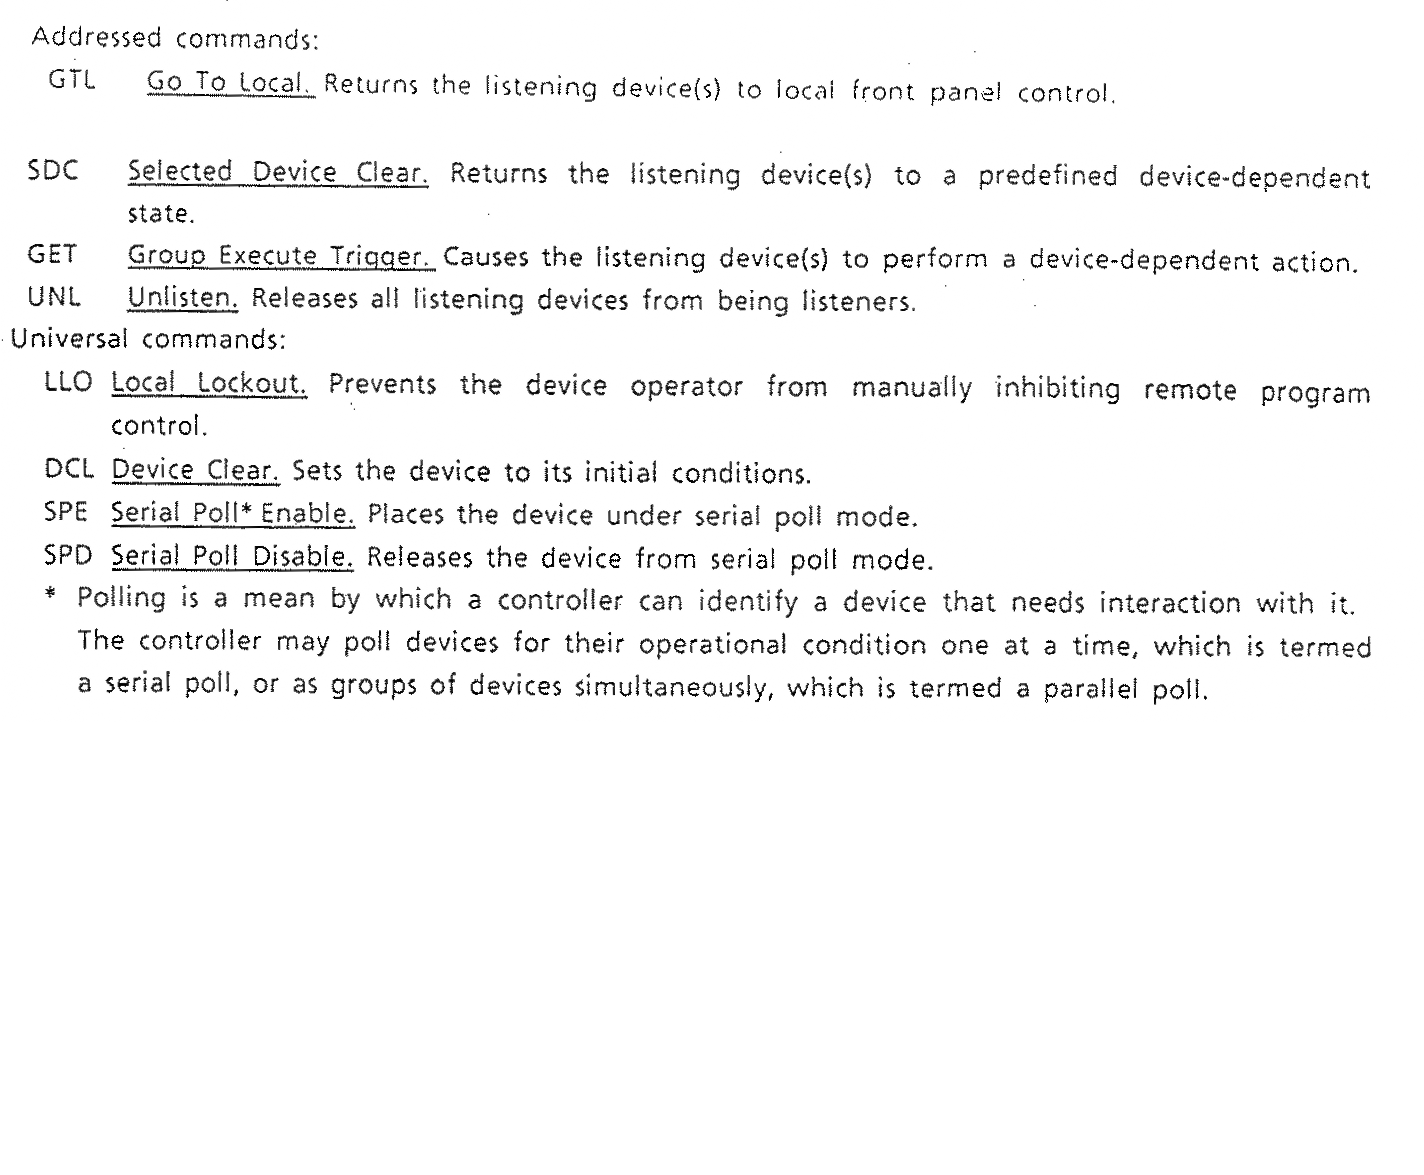 Addressed commands:
GTL Go To Local. Returns the listening device(s) to local front panel control.
SDC Selected Device Clear. Returns the listening device(s) to a predefined device-dependent
state.
GET Group Execute Trigger. Causes the listening device(s) to perform a device-dependent action.
UNL Unlisten. Releases all listening devices from being listeners.
Universal commands:
LLO Local Lockout. Prevents the device operator from manually inhibiting remote program
control.
DCL Device Clear. Sets the device to its initial conditions.
SPE Serial Poll* Enable. Places the device under serial poll mode.
SPD Serial Poll Disable. Releases the device from serial poll mode.
* Polling is a mean by which a controller can identify a device that needs interaction with it.
The controller may poll devices for their operational condition one at a time, which is termed
a serial poll, or as groups of devices simultaneously, which is termed a parallel poll.